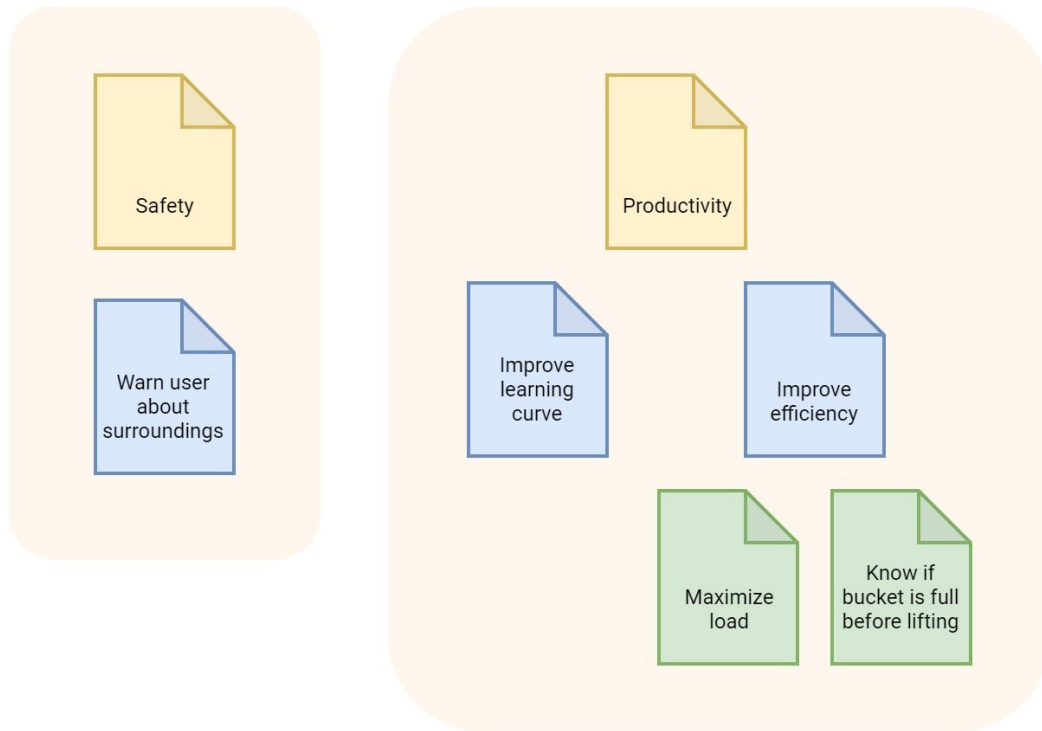 Safety
Warn user
about
surroundings
Productivity
Improve
learning
curve
Improve
efficiency
Maximize
load
Know if
bucket is full
before lifting